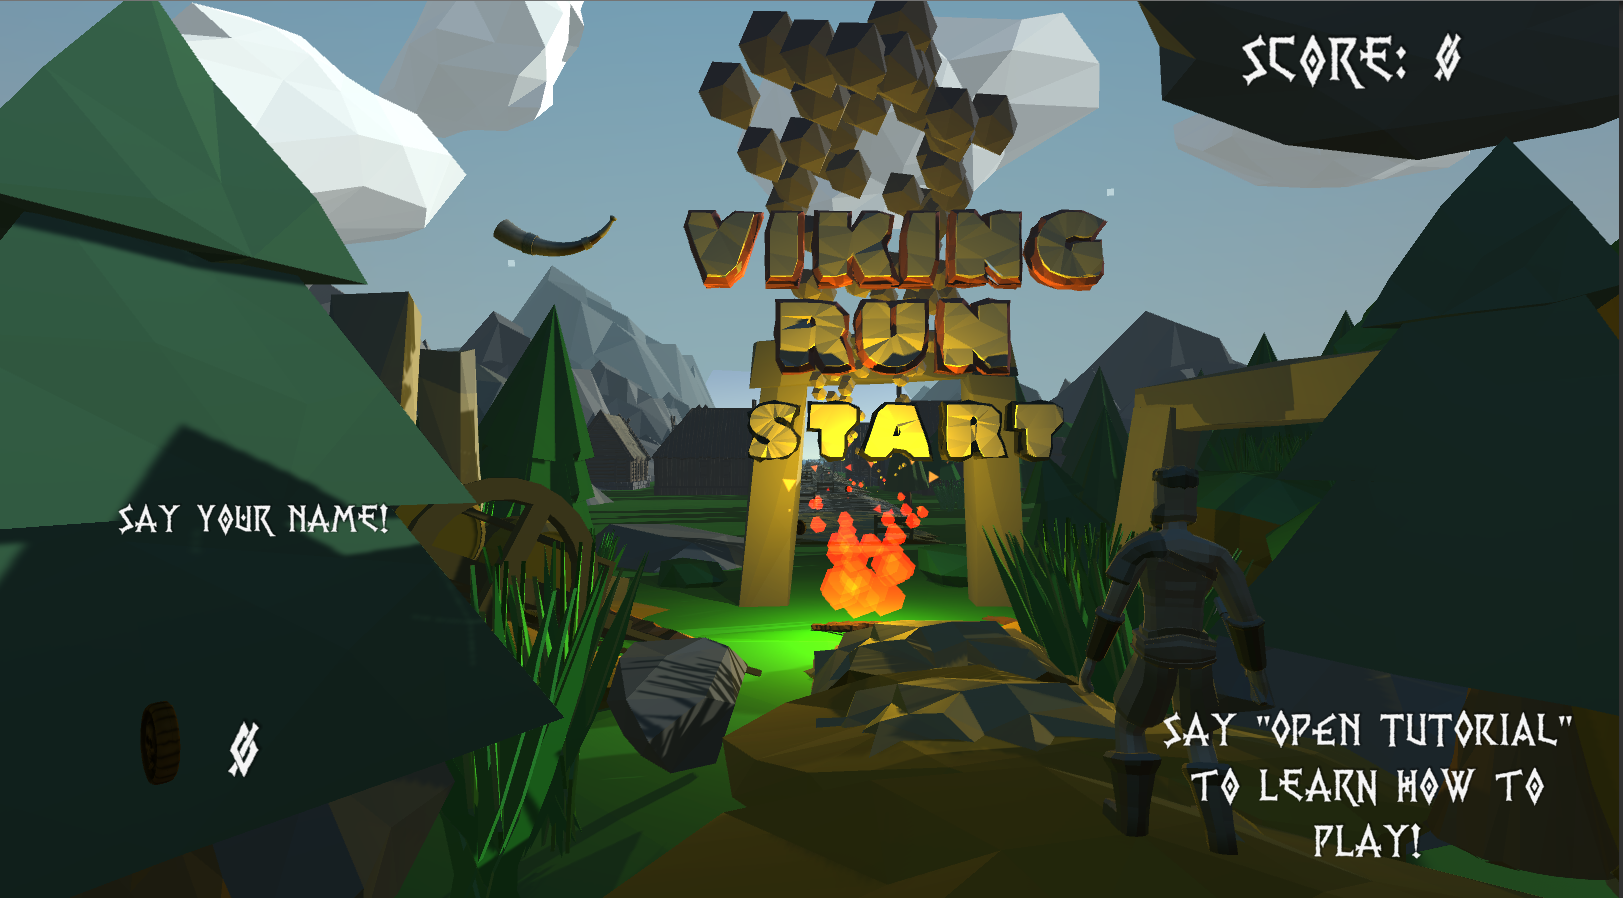 SCORE: 0
VIKING
RUN
START
SAY YOUR NAME!
0
SAY "OPEN TUTORIAL"
TO LEARN HOW TO
PLAY!